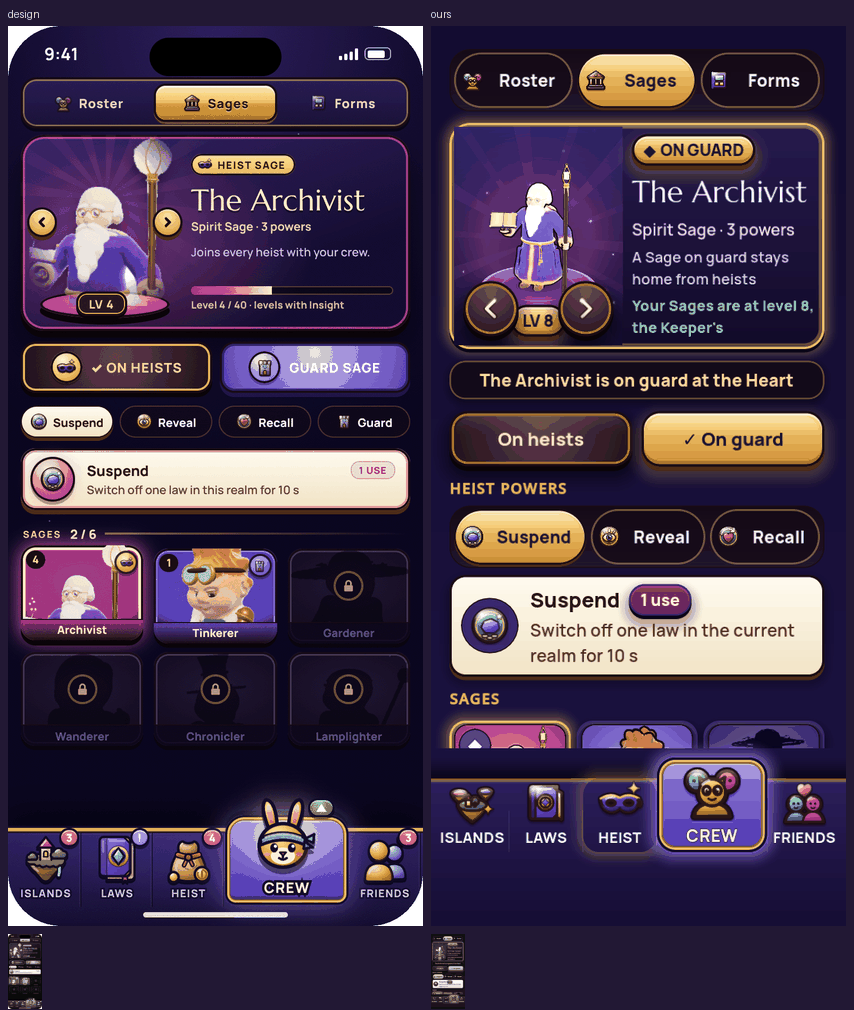 design
9:41
Roster
Sages
Forms
HEIST SAGE
The Archivist
Spirit Sage · 3 powers
Joins every heist with your crew.
LV 4
Level 4 / 40 · levels with Insight
✓ ON HEISTS
GUARD SAGE
Suspend
Reveal
Recall
Guard
Suspend
1 USE
Switch off one law in this realm for 10 s
SAGES 2 / 6
4
1
Archivist
Tinkerer
Gardener
Wanderer
Chronicler
Lamplighter
3
1
4
3
ISLANDS
LAWS
HEIST
CREW
FRIENDS
ours
Roster
Sages
Forms
◆ ON GUARD
The Archivist
Spirit Sage · 3 powers
A Sage on guard stays
home from heists
Your Sages are at level 8,
the Keeper's
LV 8
The Archivist is on guard at the Heart
On heists
✓ On guard
HEIST POWERS
Suspend
Reveal
Recall
Suspend
1 use
Switch off one law in the current
realm for 10 s
SAGES
ISLANDS
LAWS
HEIST
CREW
FRIENDS